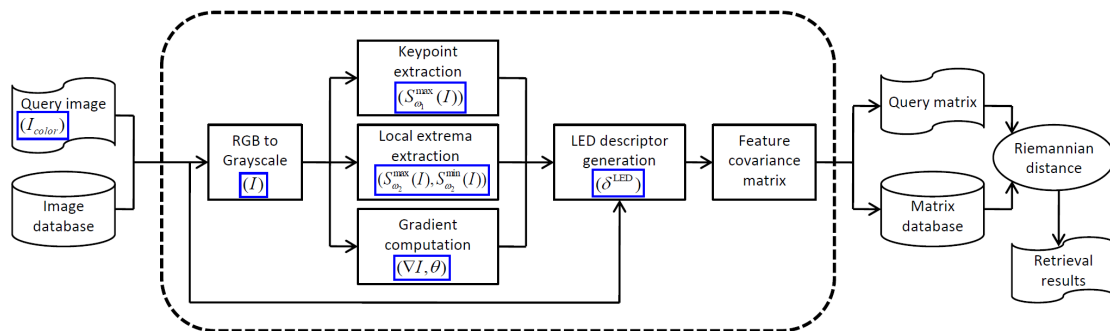 Query image
(I_color)
Image
database
RGB to
Grayscale
(I)
Keypoint
extraction
(S_ω₁^max(I))
Local extrema
extraction
(S_ω₂^max(I), S_ω₂^min(I))
Gradient
computation
(∇I, θ)
LED descriptor
generation
(δ^LED)
Feature
covariance
matrix
Query matrix
Matrix
database
Riemannian
distance
Retrieval
results